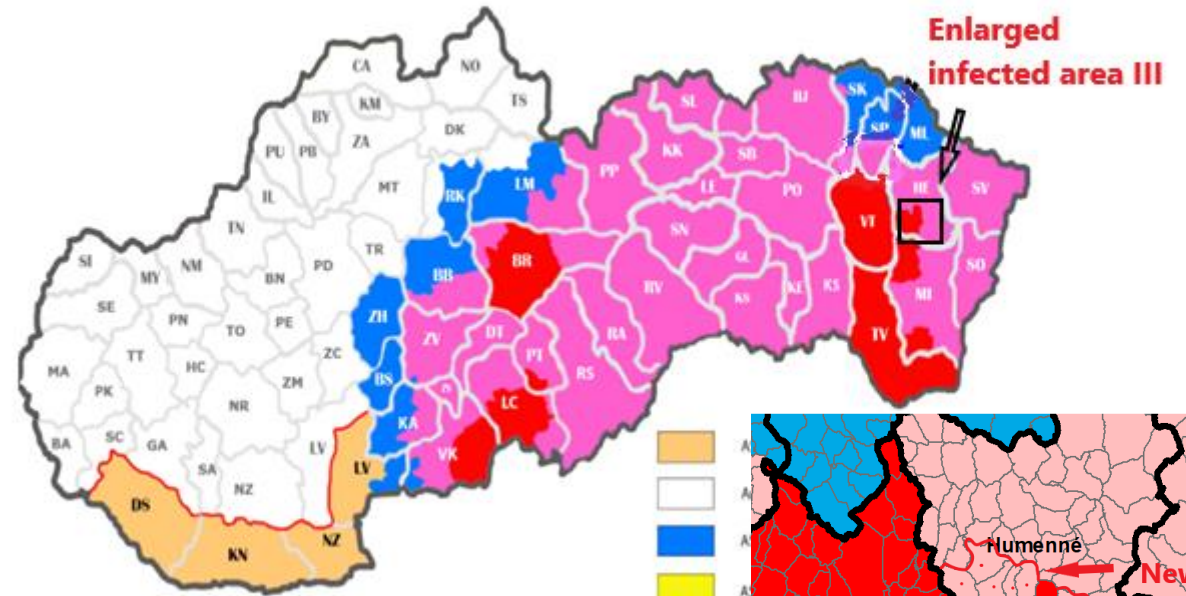 Enlarged
infected area III
CA
NO
TS
KM
BY
DK
ZA
PU
PB
MT
IL
TN
TR
SI
MY
NM
BN
PD
SE
PN
TO
PE
ZC
TT
HC
ZM
MA
PK
NR
BA
SC
GA
SA
LV
NZ
DS
KN
NZ
LV
RK
LM
BB
ZH
BS
KA
BR
ZV
DT
PT
LC
VK
RS
RA
RV
PP
KK
SL
SB
LE
PO
SN
GL
KS
KE
KS
BJ
SK
SP
ML
HE
SV
VT
SO
MI
TV
Humenné
New